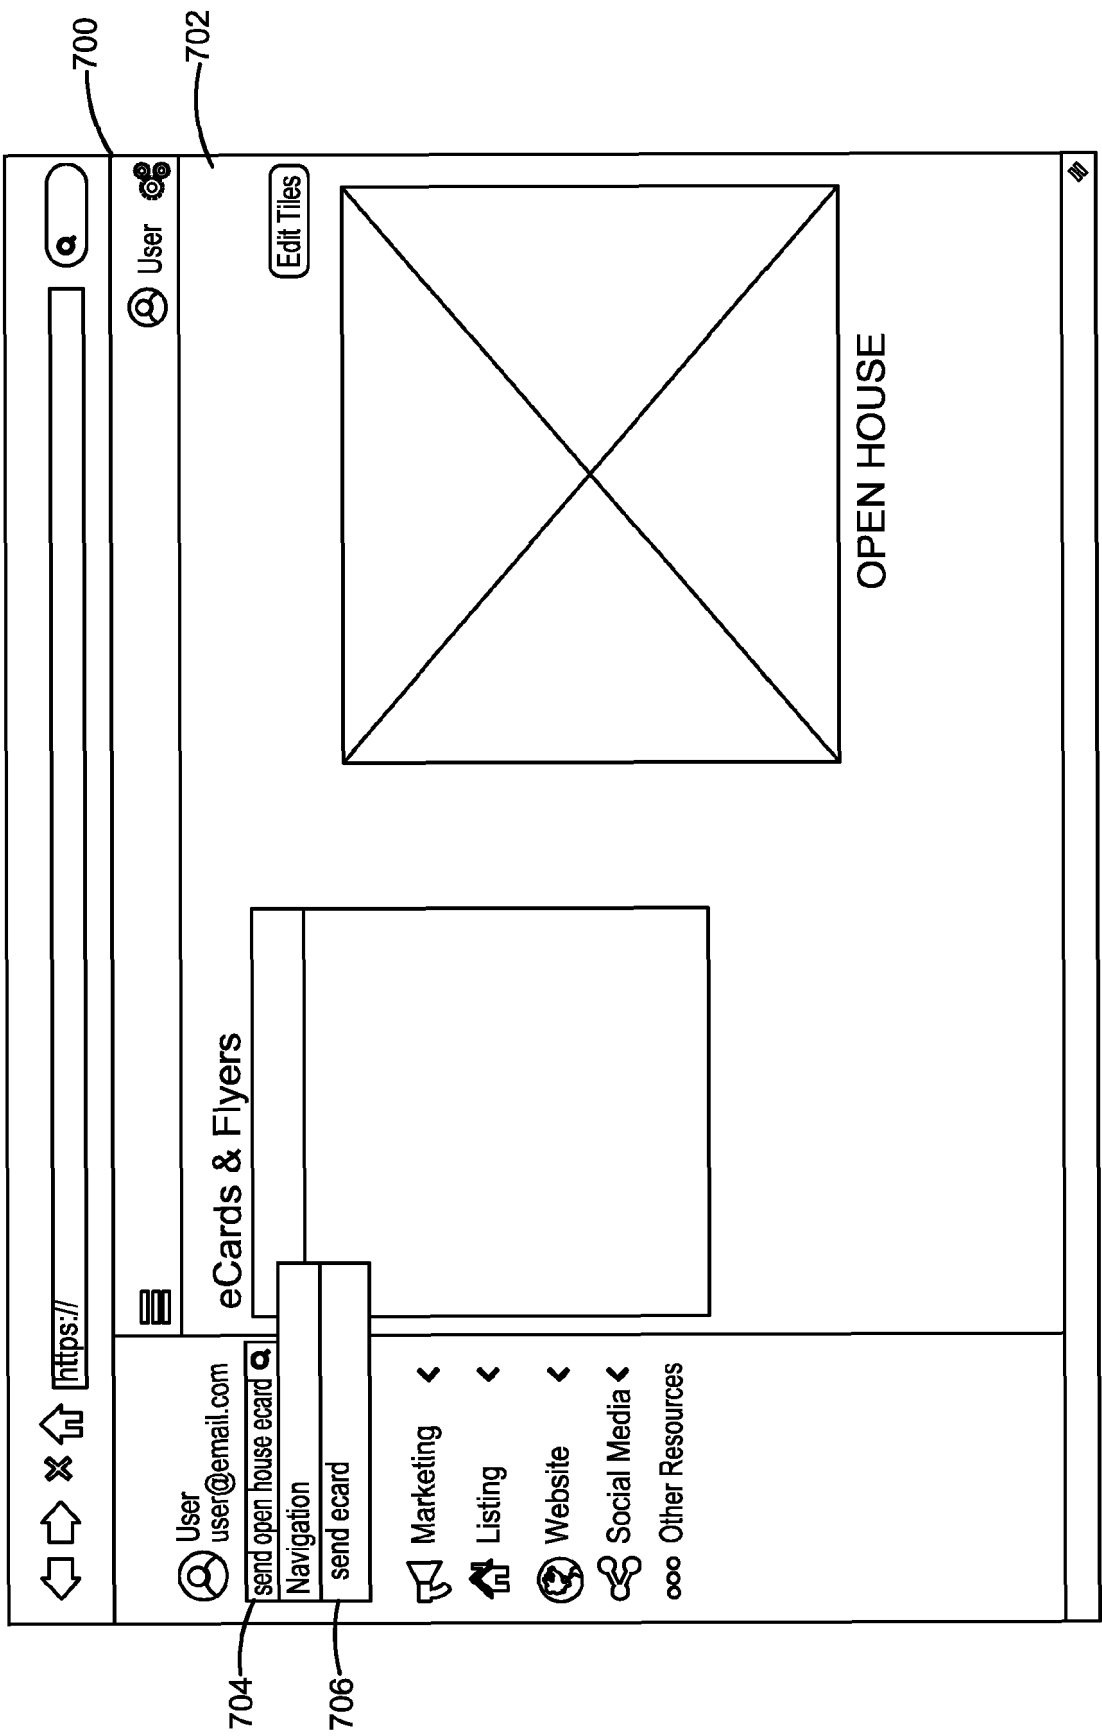 700
702
https://
User
User
user@email.com
eCards & Flyers
Edit Tiles
send open house ecard
Navigation
send ecard
704
706
Marketing
Listing
Website
Social Media
Other Resources
OPEN HOUSE